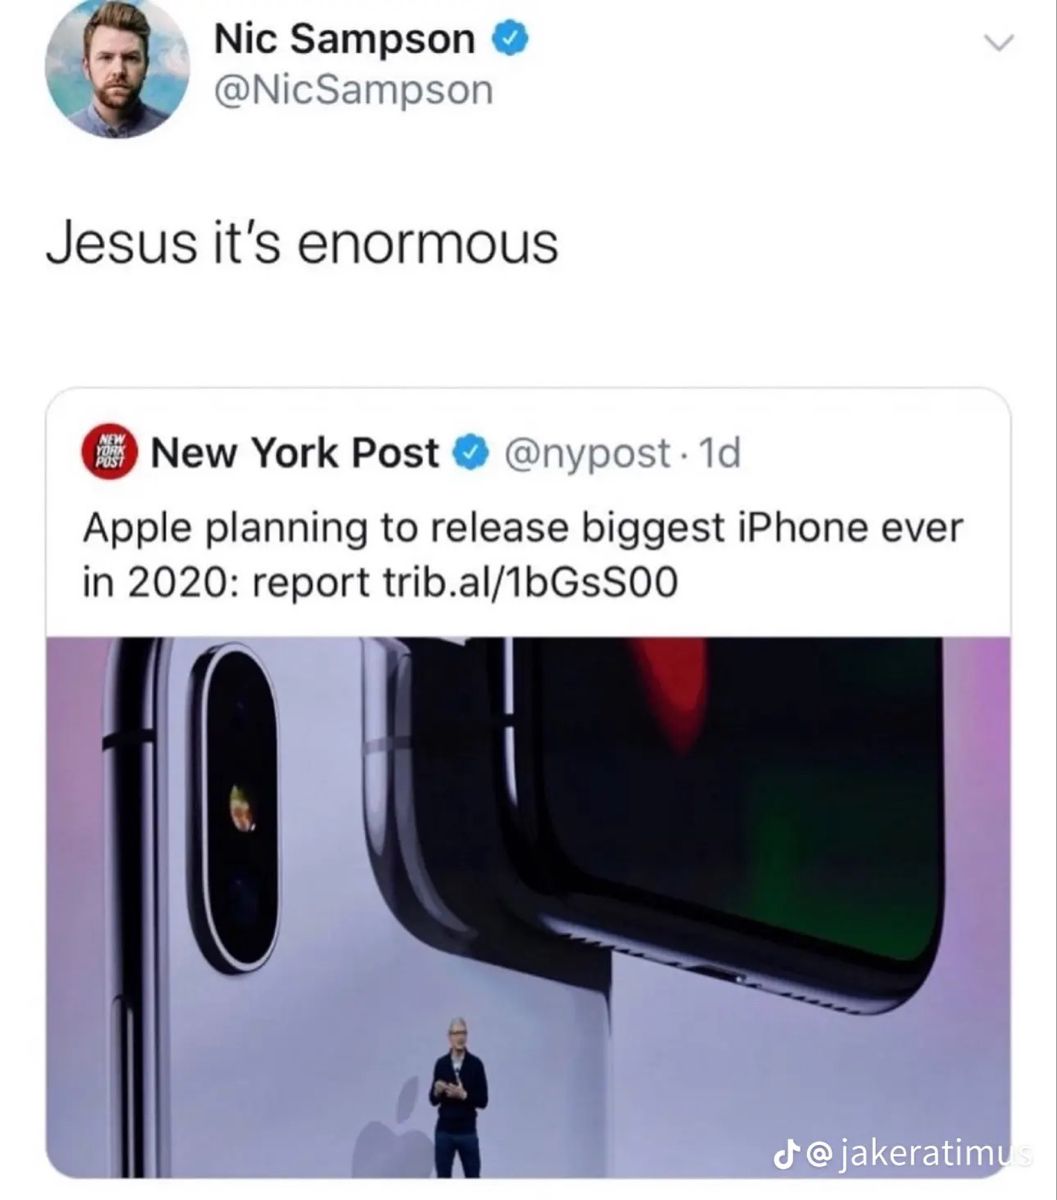 Nic Sampson
@NicSampson
Jesus it's enormous
NEW
YORK
POST
New York Post @nypost · 1d
Apple planning to release biggest iPhone ever
in 2020: report trib.al/1bGsS00
@jakeratimus